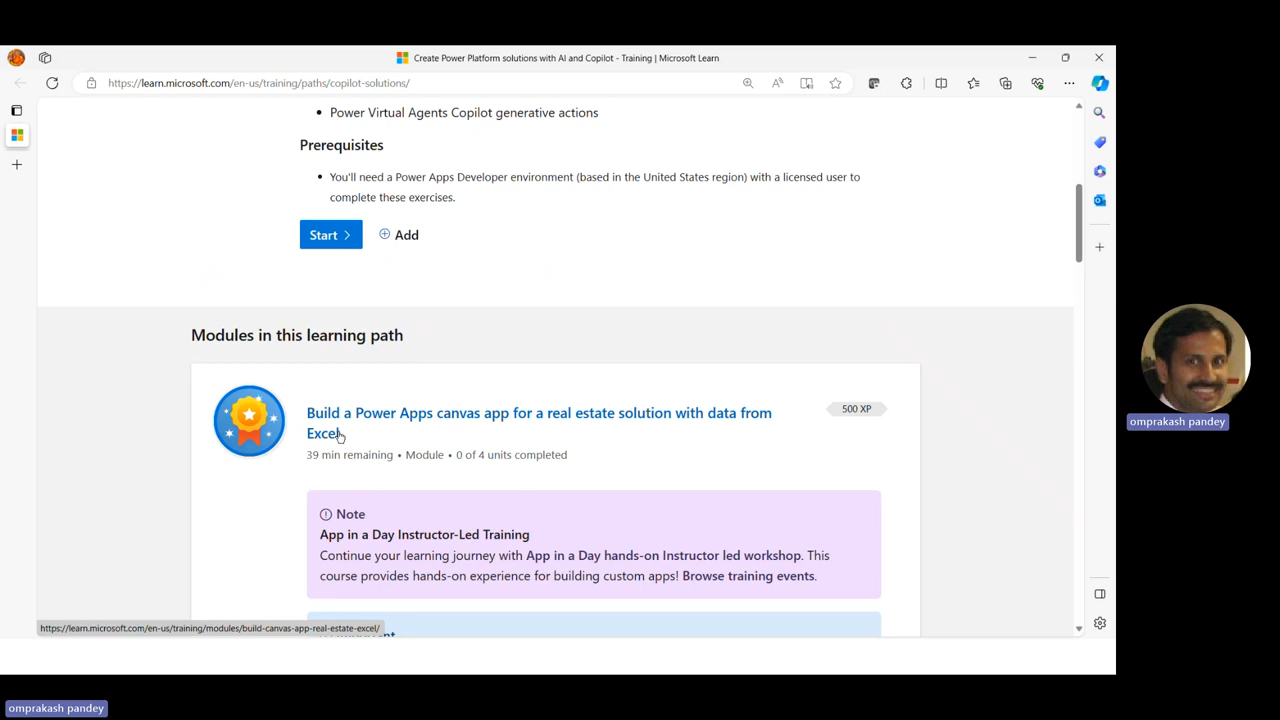 Create Power Platform solutions with AI and Copilot - Training | Microsoft Learn
https://learn.microsoft.com/en-us/training/paths/copilot-solutions/
Power Virtual Agents Copilot generative actions
Prerequisites
You'll need a Power Apps Developer environment (based in the United States region) with a licensed user to
complete these exercises.
Start
Add
Modules in this learning path
Build a Power Apps canvas app for a real estate solution with data from
Excel
500 XP
39 min remaining • Module • 0 of 4 units completed
Note
App in a Day Instructor-Led Training
Continue your learning journey with App in a Day hands-on Instructor led workshop. This
course provides hands-on experience for building custom apps! Browse training events.
https://learn.microsoft.com/en-us/training/modules/build-canvas-app-real-estate-excel/
omprakash pandey
omprakash pandey